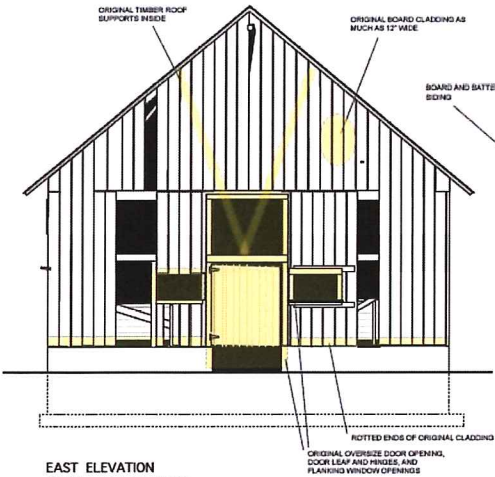 ORIGINAL TIMBER ROOF
SUPPORTS INSIDE
ORIGINAL BOARD CLADDING AS
MUCH AS 12" WIDE
BOARD AND BATTE
SIDING
ROTTED ENDS OF ORIGINAL CLADDING
ORIGINAL OVERSIZE DOOR OPENING,
DOOR LEAF AND HINGES, AND
FLANKING WINDOW OPENINGS
EAST ELEVATION